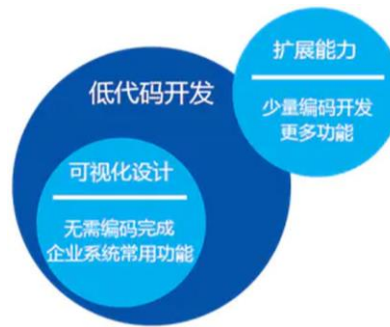 低代码开发
可视化设计
无需编码完成
企业系统常用功能
扩展能力
少量编码开发
更多功能